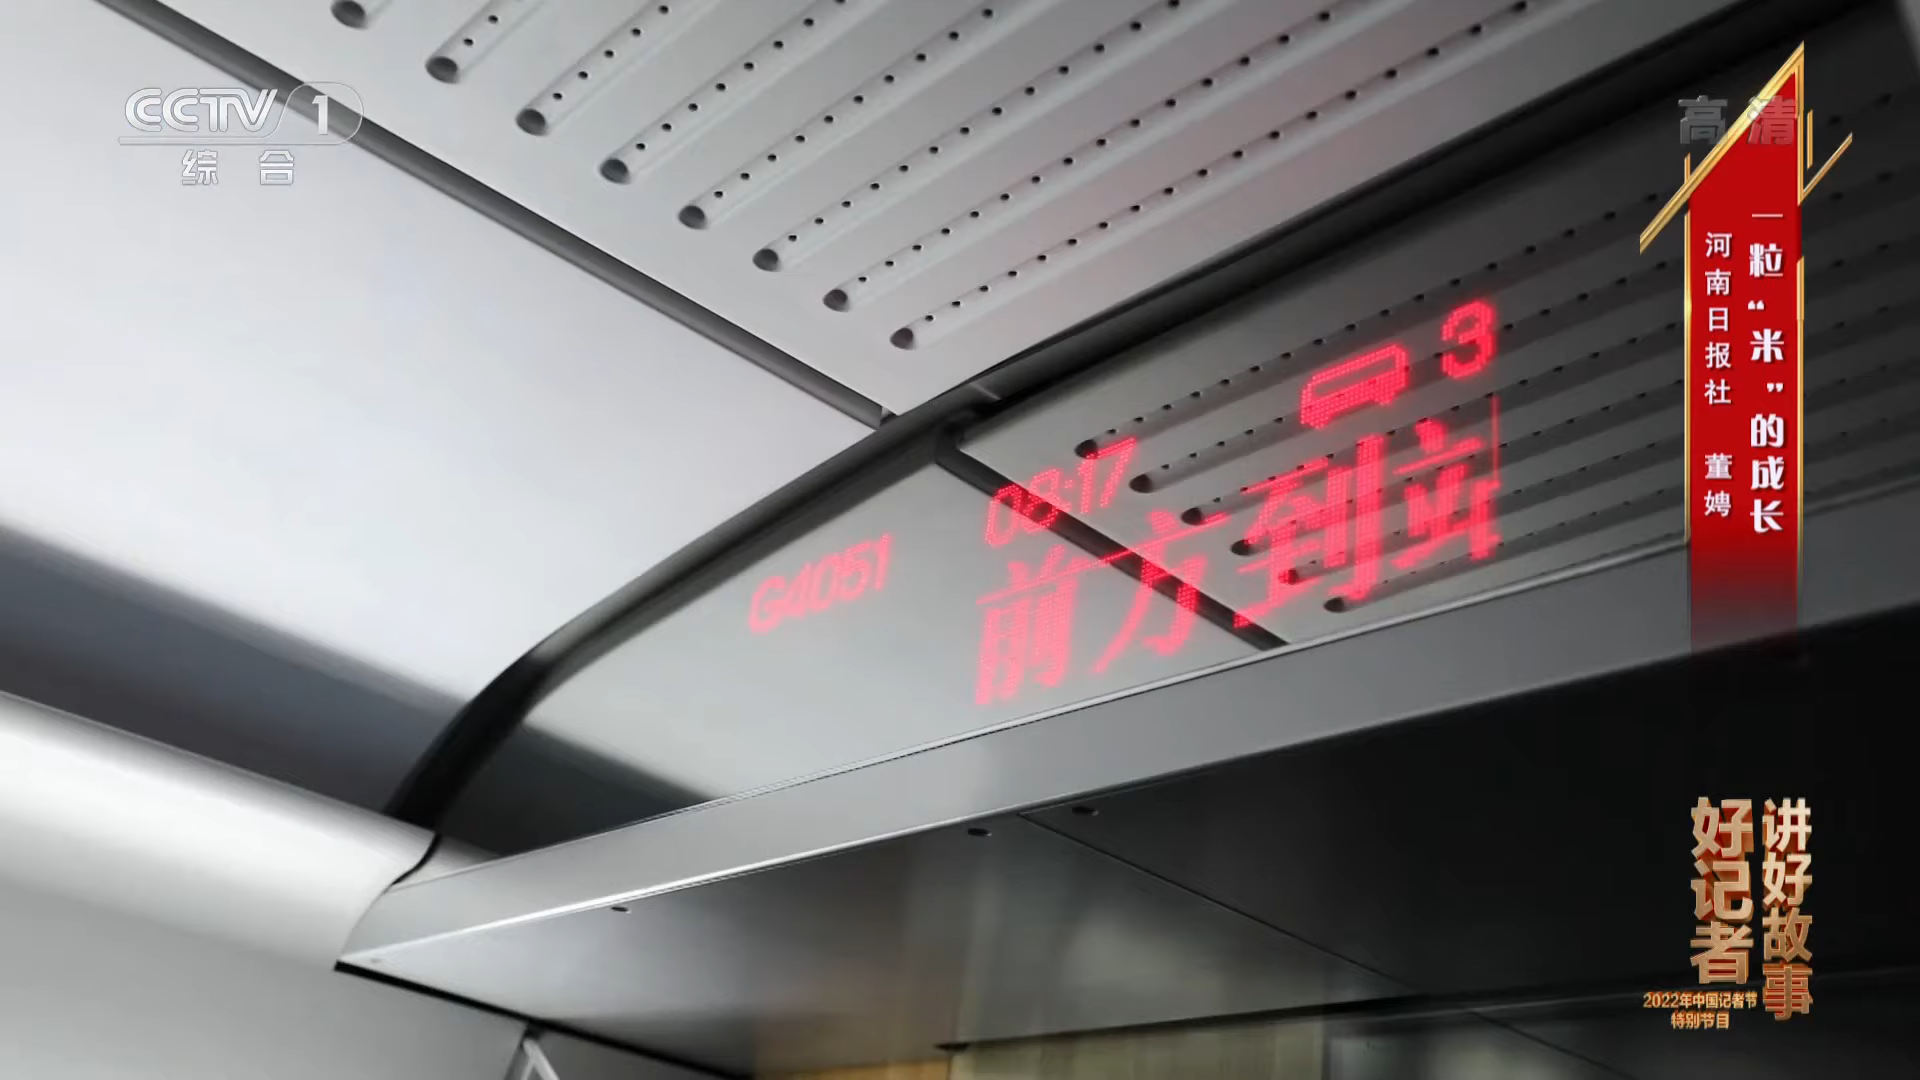 CCTV 1
综合
高清
一粒“米”的成长
河南日报社 董娉
3
08:17
G4051
前方到站
好记者
讲好故事
2022年中国记者节
特别节目